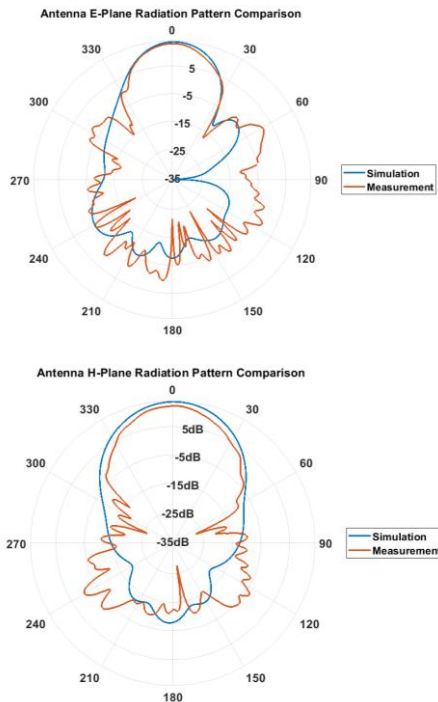 Antenna E-Plane Radiation Pattern Comparison
0
330 30
5
300 60
-5
-15
-25
270 -35 90
Simulation
Measurement
240 120
210 150
180
Antenna H-Plane Radiation Pattern Comparison
0
330 30
5dB
300 60
-5dB
-15dB
-25dB
270 -35dB 90
Simulation
Measurement
240 120
210 150
180